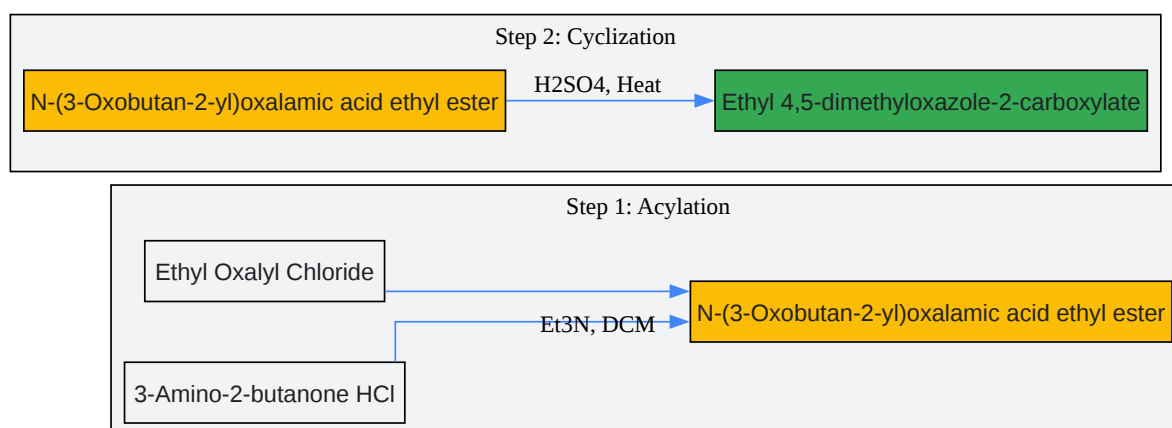 Step 2: Cyclization
N-(3-Oxobutan-2-yl)oxalamic acid ethyl ester
H2SO4, Heat
Ethyl 4,5-dimethyloxazole-2-carboxylate
Step 1: Acylation
Ethyl Oxalyl Chloride
N-(3-Oxobutan-2-yl)oxalamic acid ethyl ester
Et3N, DCM
3-Amino-2-butanone HCl